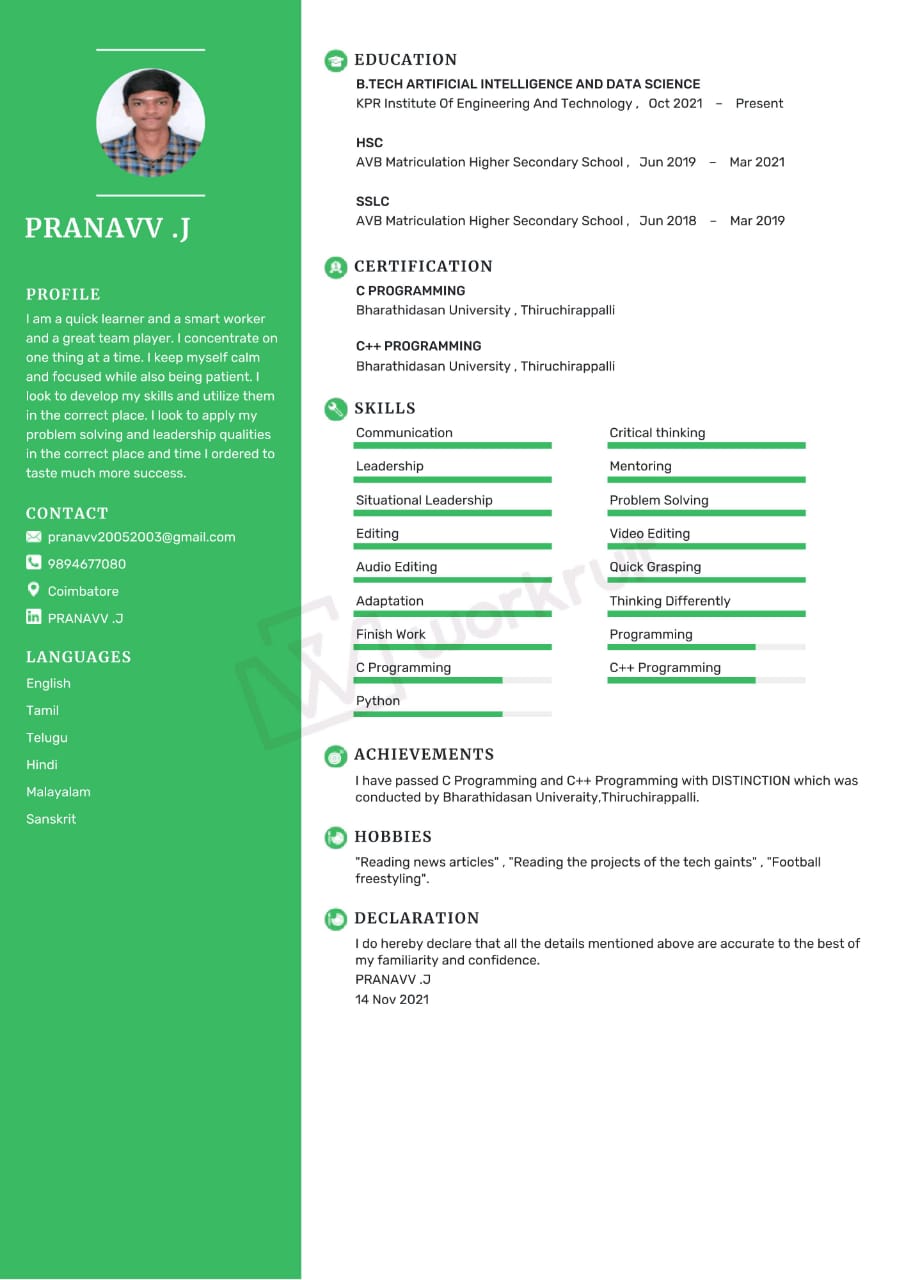 PRANAVV .J
PROFILE
I am a quick learner and a smart worker
and a great team player. I concentrate on
one thing at a time. I keep myself calm
and focused while also being patient. I
look to develop my skills and utilize them
in the correct place. I look to apply my
problem solving and leadership qualities
in the correct place and time I ordered to
taste much more success.
CONTACT
pranavv20052003@gmail.com
9894677080
Coimbatore
in PRANAVV .J
LANGUAGES
English
Tamil
Telugu
Hindi
Malayalam
Sanskrit
EDUCATION
B.TECH ARTIFICIAL INTELLIGENCE AND DATA SCIENCE
KPR Institute Of Engineering And Technology , Oct 2021 – Present
HSC
AVB Matriculation Higher Secondary School , Jun 2019 – Mar 2021
SSLC
AVB Matriculation Higher Secondary School , Jun 2018 – Mar 2019
CERTIFICATION
C PROGRAMMING
Bharathidasan University , Thiruchirappalli
C++ PROGRAMMING
Bharathidasan University , Thiruchirappalli
SKILLS
Communication Critical thinking
Leadership Mentoring
Situational Leadership Problem Solving
Editing Video Editing
Audio Editing Quick Grasping
Adaptation Thinking Differently
Finish Work Programming
C Programming C++ Programming
Python
workruit
ACHIEVEMENTS
I have passed C Programming and C++ Programming with DISTINCTION which was
conducted by Bharathidasan Univeraity,Thiruchirappalli.
HOBBIES
"Reading news articles" , "Reading the projects of the tech gaints" , "Football
freestyling".
DECLARATION
I do hereby declare that all the details mentioned above are accurate to the best of
my familiarity and confidence.
PRANAVV .J
14 Nov 2021